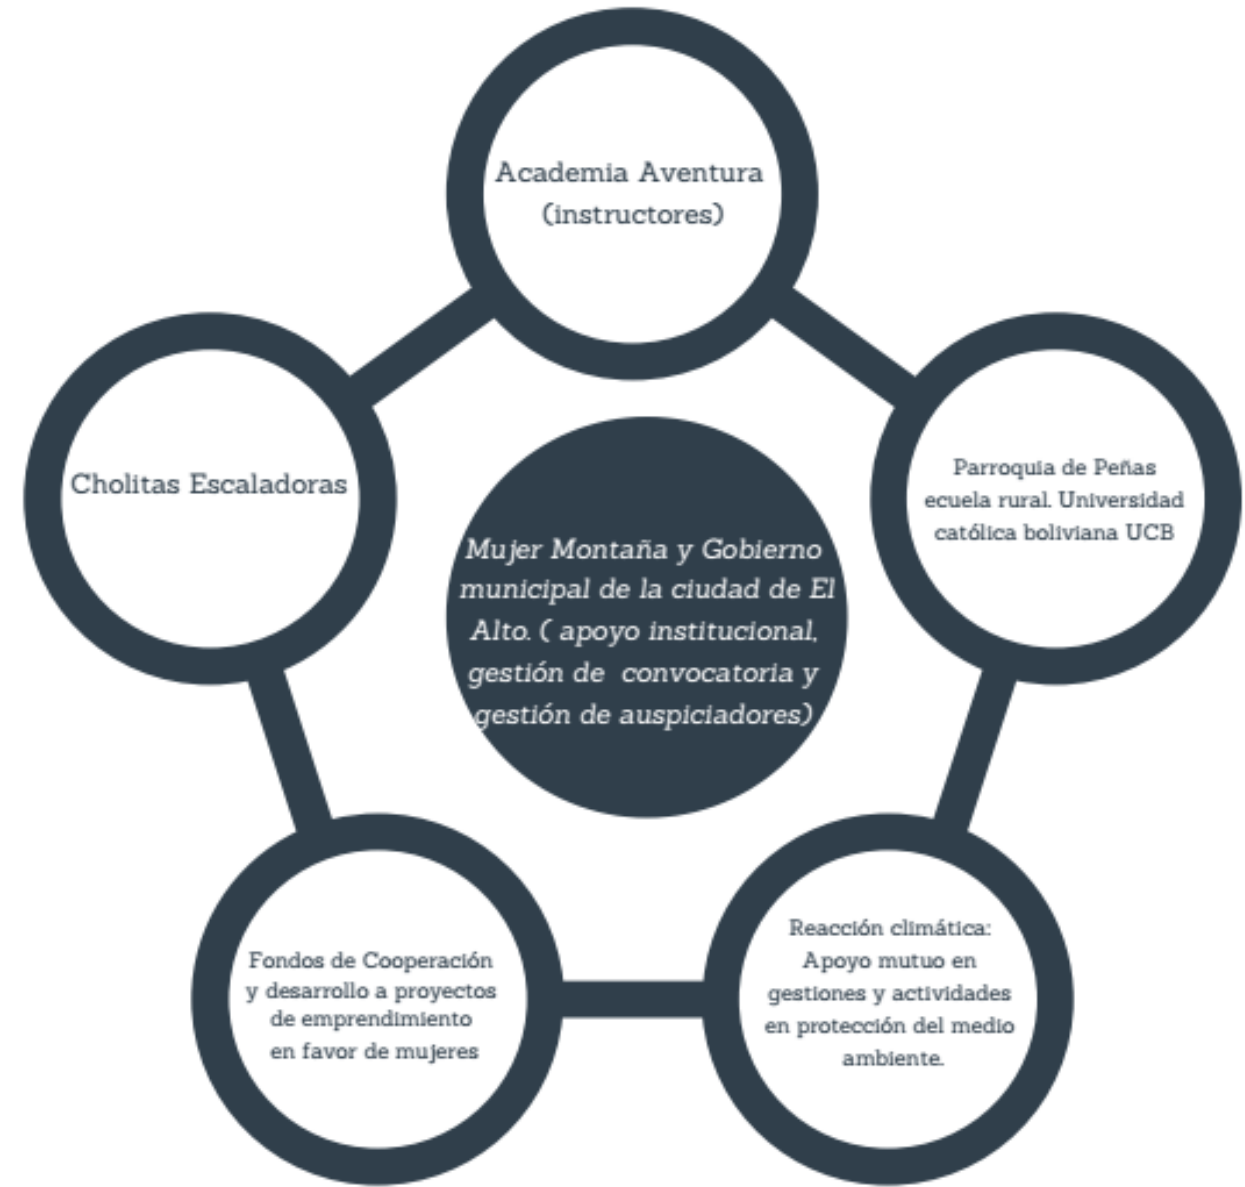 Academia Aventura
(instructores)
Cholitas Escaladoras
Parroquia de Peñas
ecuela rural. Universidad
católica boliviana UCB
Mujer Montaña y Gobierno
municipal de la ciudad de El
Alto. ( apoyo institucional,
gestión de  convocatoria y
gestión de auspiciadores)
Fondos de Cooperación
y desarrollo a proyectos
de emprendimiento
en favor de mujeres
Reacción climática:
Apoyo mutuo en
gestiones y actividades
en protección del medio
ambiente.